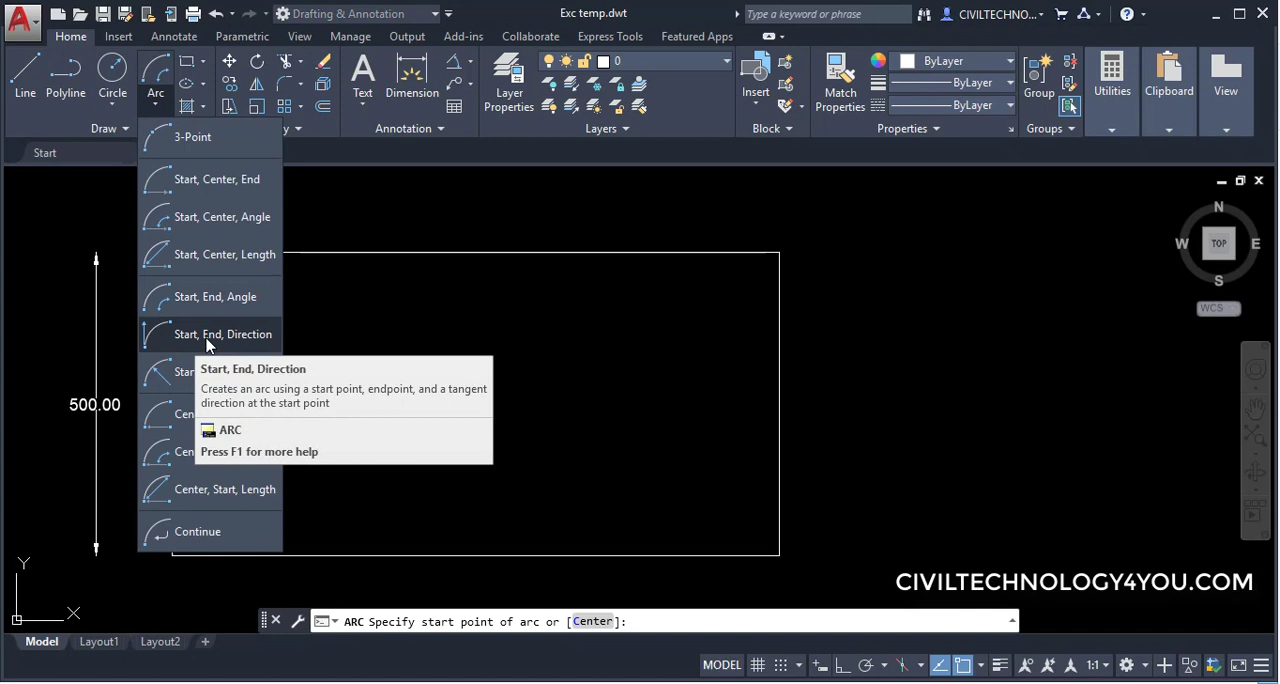 Drafting & Annotation
Exc temp.dwt
Type a keyword or phrase
CIVILTECHNO...
Home Insert Annotate Parametric View Manage Output Add-ins Collaborate Express Tools Featured Apps
Line Polyline Circle Arc
Text Dimension
Layer Properties
0
Insert
Match Properties
ByLayer
ByLayer
ByLayer
Group
Utilities Clipboard View
Draw
y
Annotation
Layers
Block
Properties
Groups
Start
3-Point
Start, Center, End
Start, Center, Angle
Start, Center, Length
Start, End, Angle
Start, End, Direction
Star
Cen
Cen
Center, Start, Length
Continue
Start, End, Direction
Creates an arc using a start point, endpoint, and a tangent
direction at the start point
ARC
Press F1 for more help
500.00
N
W TOP E
S
WCS
Y
X
CIVILTECHNOLOGY4YOU.COM
ARC Specify start point of arc or [Center]:
Model Layout1 Layout2 +
MODEL 1:1